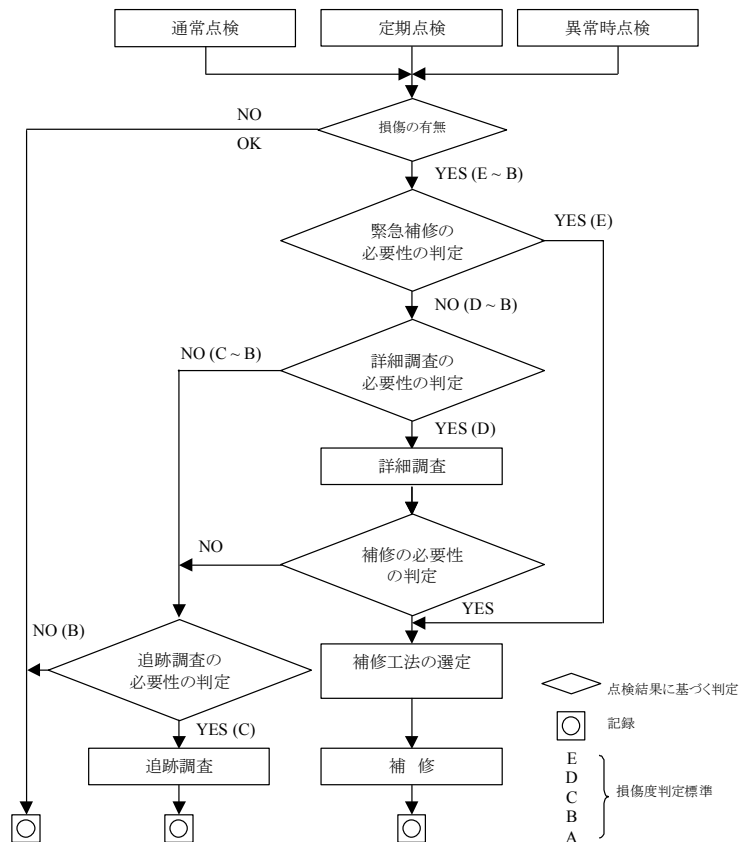 通常点検
定期点検
異常時点検
損傷の有無
NO
OK
YES (E ~ B)
緊急補修の
必要性の判定
YES (E)
NO (D ~ B)
詳細調査の
必要性の判定
NO (C ~ B)
YES (D)
詳細調査
補修の必要性
の判定
NO
YES
追跡調査の
必要性の判定
NO (B)
YES (C)
補修工法の選定
追跡調査
補 修
点検結果に基づく判定
記録
E
D
C
B
A
損傷度判定標準